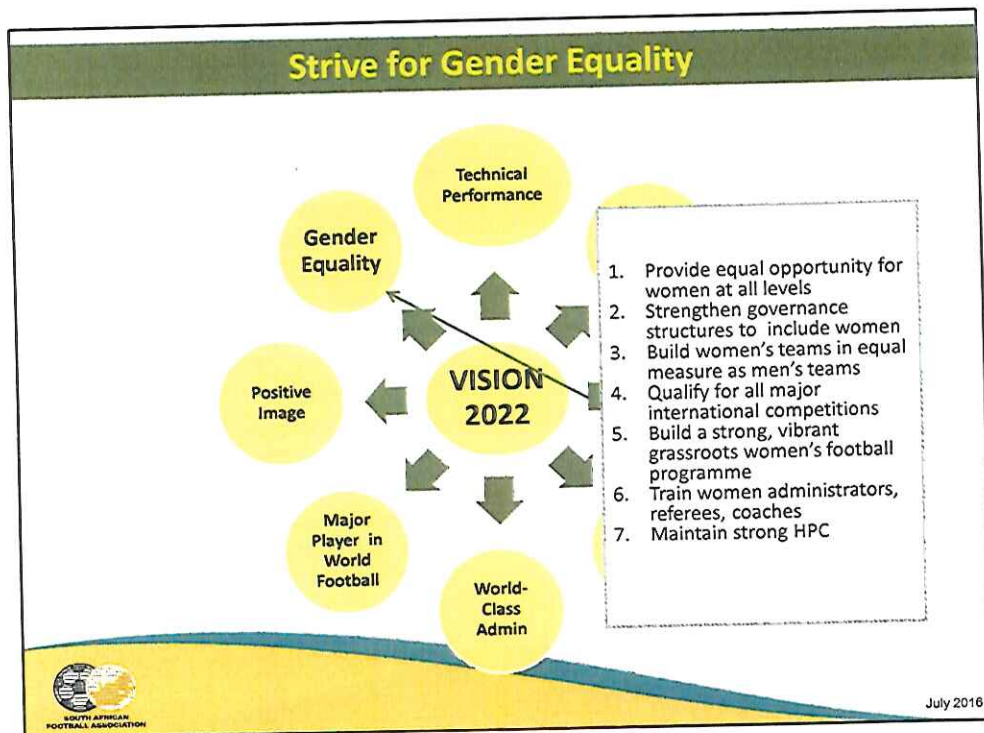 Strive for Gender Equality
Technical
Performance
Gender
Equality
Positive
Image
VISION
2022
Major
Player in
World
Football
World-
Class
Admin
1. Provide equal opportunity for
women at all levels
2. Strengthen governance
structures to include women
3. Build women's teams in equal
measure as men's teams
4. Qualify for all major
international competitions
5. Build a strong, vibrant
grassroots women's football
programme
6. Train women administrators,
referees, coaches
7. Maintain strong HPC
SOUTH AFRICAN
FOOTBALL ASSOCIATION
July 2016